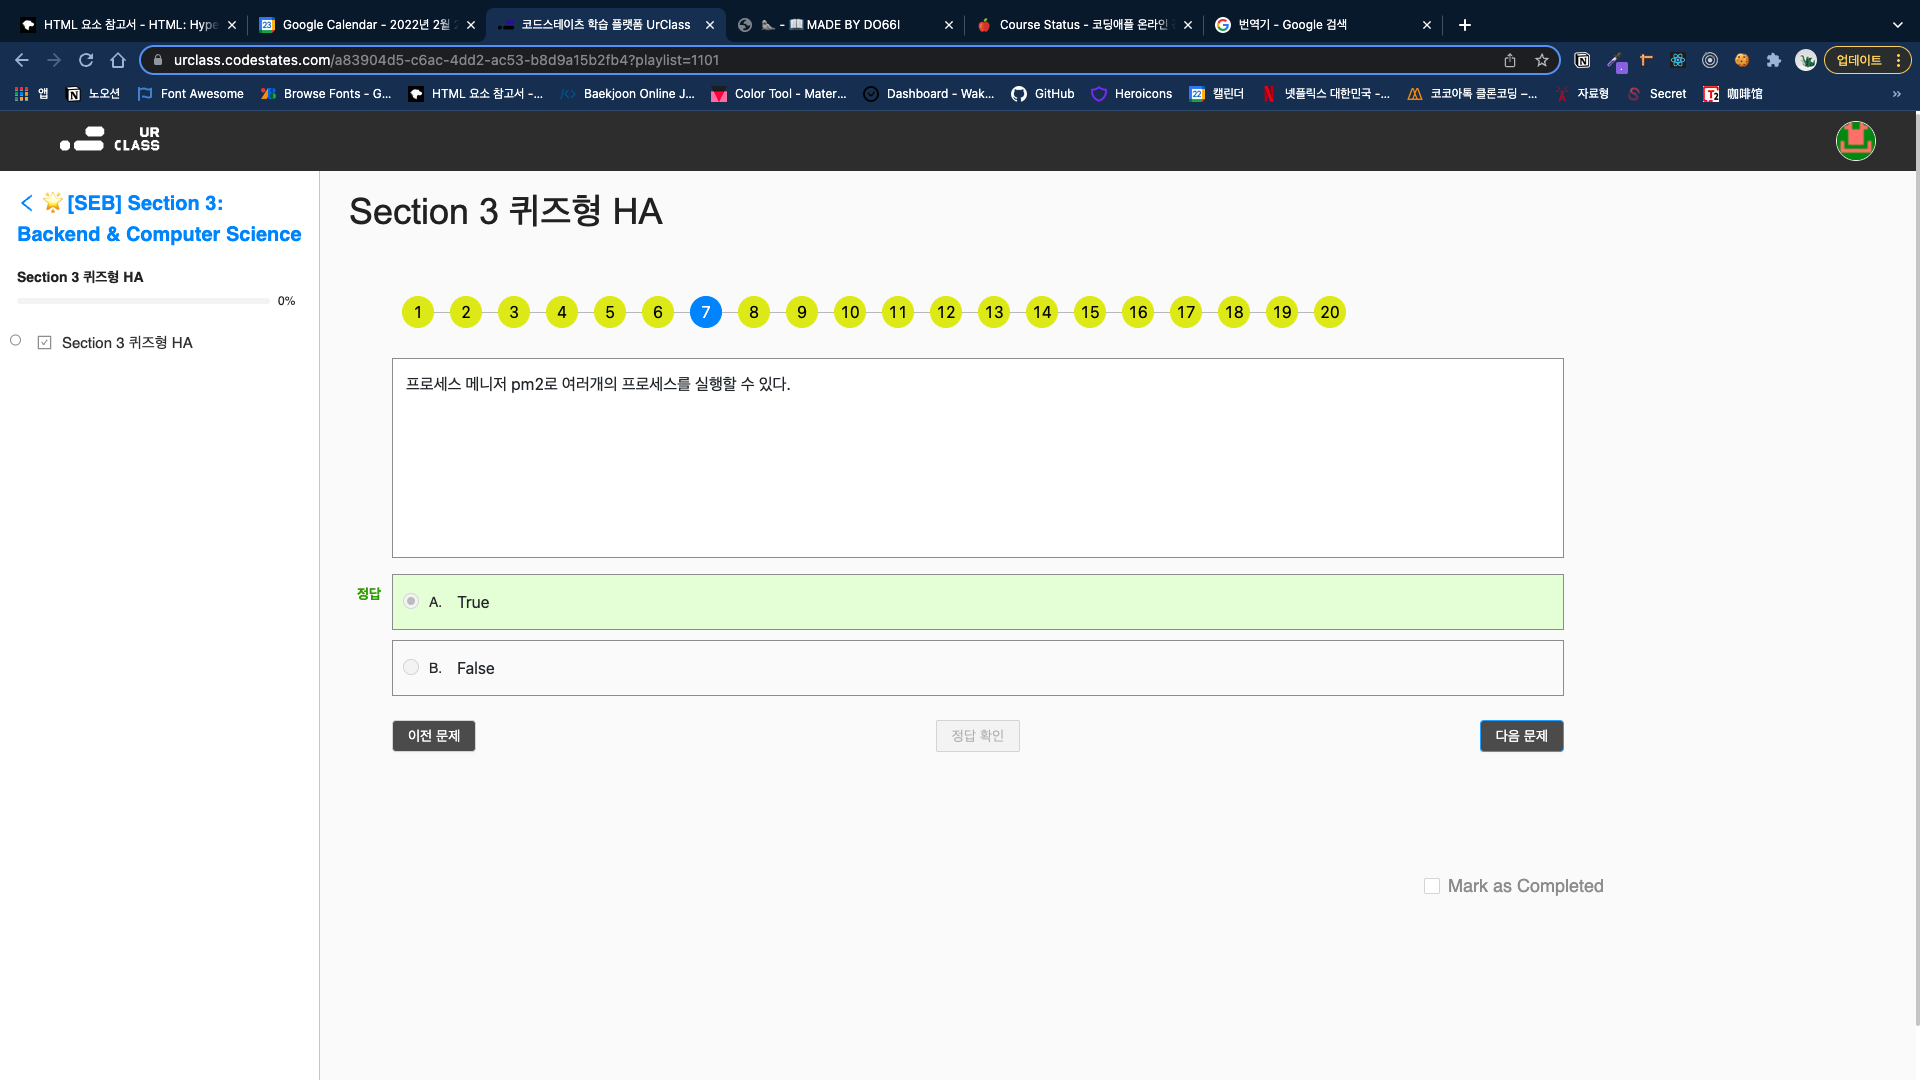 HTML 요소 참고서 - HTML: Hype
Google Calendar - 2022년 2월 2
코드스테이츠 학습 플랫폼 UrClass
- 📖 MADE BY DO66I
Course Status - 코딩애플 온라인
번역기 - Google 검색
urclass.codestates.com/a83904d5-c6ac-4dd2-ac53-b8d9a15b2fb4?playlist=1101
업데이트
앱
노오션
Font Awesome
Browse Fonts - G...
HTML 요소 참고서 -...
Baekjoon Online J...
Color Tool - Mater...
Dashboard - Wak...
GitHub
Heroicons
캘린더
넷플릭스 대한민국 -...
코코아톡 클론코딩 –...
자료형
Secret
咖啡馆
UR
CLASS
[SEB] Section 3:
Backend & Computer Science
Section 3 퀴즈형 HA
0%
Section 3 퀴즈형 HA
Section 3 퀴즈형 HA
1 2 3 4 5 6 7 8 9 10 11 12 13 14 15 16 17 18 19 20
프로세스 메니저 pm2로 여러개의 프로세스를 실행할 수 있다.
정답
A. True
B. False
이전 문제
정답 확인
다음 문제
Mark as Completed